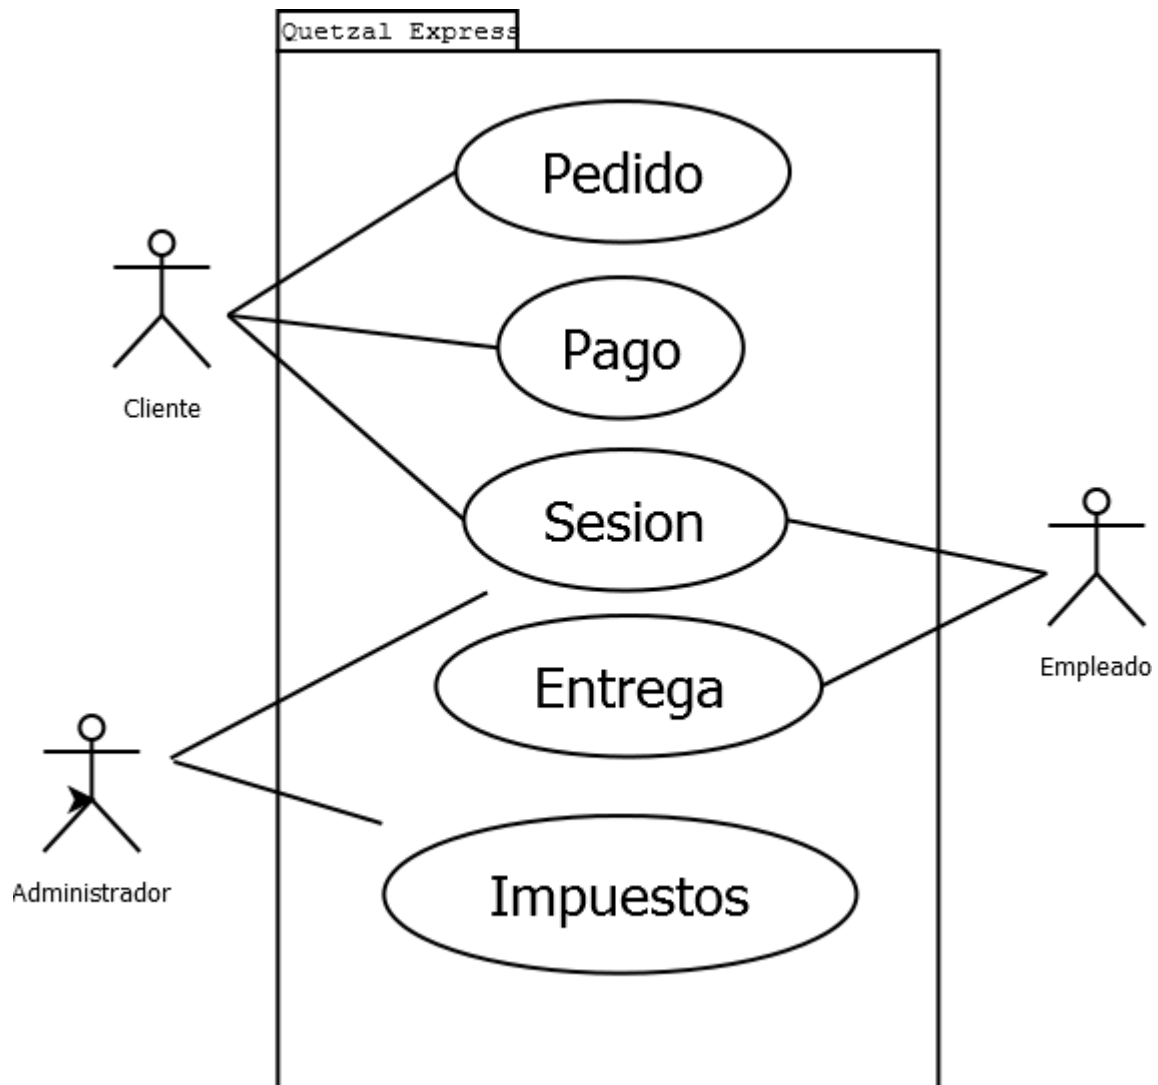 Quetzal Express
Pedido
Pago
Cliente
Sesion
Empleado
Entrega
Administrador
Impuestos